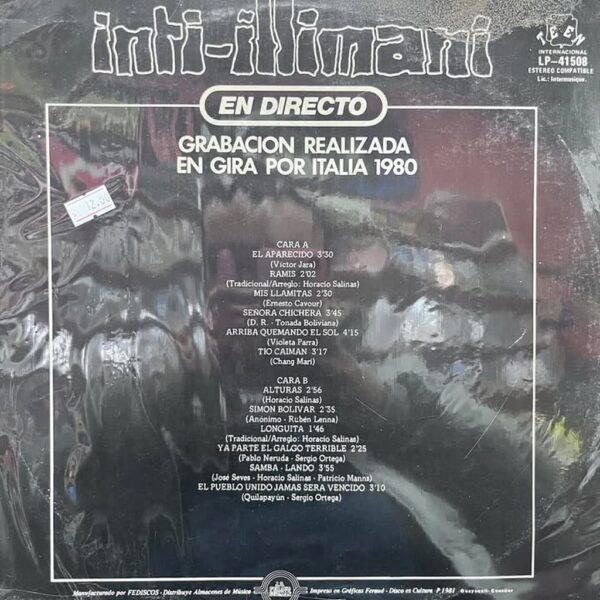 inti-illimani
TEEN
INTERNACIONAL
LP-41508
ESTEREO COMPATIBLE
Lic.: Intermusique.
EN DIRECTO
GRABACION REALIZADA
EN GIRA POR ITALIA 1980
12,00
CARA A
EL APARECIDO 3'30
(Víctor Jara)
RAMIS 2'02
(Tradicional/Arreglo: Horacio Salinas)
MIS LLAMITAS 2'30
(Ernesto Cavour)
SEÑORA CHICHERA 3'45
(D. R. - Tonada Boliviana)
ARRIBA QUEMANDO EL SOL 4'15
(Violeta Parra)
TIO CAIMAN 3'17
(Chang Marí)
CARA B
ALTURAS 2'56
(Horacio Salinas)
SIMON BOLIVAR 2'35
(Anónimo - Rubén Lenna)
LONGUITA 1'46
(Tradicional/Arreglo: Horacio Salinas)
YA PARTE EL GALGO TERRIBLE 2'25
(Pablo Neruda - Sergio Ortega)
SAMBA - LANDO 3'55
(José Seves - Horacio Salinas - Patricio Manns)
EL PUEBLO UNIDO JAMAS SERA VENCIDO 3'10
(Quilapayún - Sergio Ortega)
Manufacturado por FEDISCOS - Distribuye Almacenes de Música
Impreso en Gráficas Feraud - Disco es Cultura P 1981 Guayaquil-Ecuador